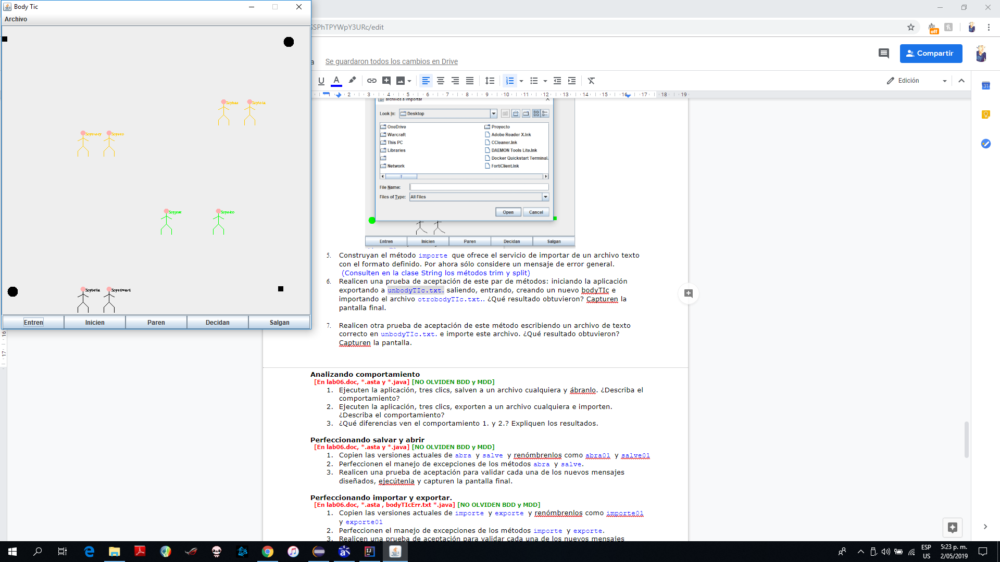 Body Tic
Archivo
SSPhTPYWpY3URc/edit
off
Se guardaron todos los cambios en Drive
Compartir
Edición
2 3 4 5 6 7 8 9 10 11 12 13 14 15 16 17 18 19
31
archivos a importar
Look In: Desktop
OneDrive
Warcraft
This PC
Libraries
Network
Proyecto
Adobe Reader X.lnk
CCleaner.lnk
DAEMON Tools Lite.lnk
Docker Quickstart Terminal.
FortiClient.lnk
File Name:
Files of Type: All Files
Open Cancel
Entren Inicien Paren Decidan Salgan
Soybella Soyedward
Entren Inicien Paren Decidan Salgan
16
17
5. Construyan el método importe que ofrece el servicio de importar de un archivo texto
con el formato definido. Por ahora sólo considere un mensaje de error general.
(Consulten en la clase String los métodos trim y split)
6. Realicen una prueba de aceptación de este par de métodos: iniciando la aplicación
exportando a unbodyTIc.txt. saliendo, entrando, creando un nuevo bodyTIc e
importando el archivo otrobodyTIc.txt.. ¿Qué resultado obtuvieron? Capturen la
pantalla final.
7. Realicen otra prueba de aceptación de este método escribiendo un archivo de texto
correcto en unbodyTIc.txt. e importe este archivo. ¿Qué resultado obtuvieron?
Capturen la pantalla.
Analizando comportamiento
[En lab06.doc, *.asta y *.java] [NO OLVIDEN BDD y MDD]
1. Ejecuten la aplicación, tres clics, salven a un archivo cualquiera y ábranlo. ¿Describa el
comportamiento?
2. Ejecuten la aplicación, tres clics, exporten a un archivo cualquiera e importen.
¿Describa el comportamiento?
3. ¿Qué diferencias ven el comportamiento 1. y 2.? Expliquen los resultados.
Perfeccionando salvar y abrir
[En lab06.doc, *.asta y *.java] [NO OLVIDEN BDD y MDD]
1. Copien las versiones actuales de abra y salve y renómbrenlos como abra01 y salve01
2. Perfeccionen el manejo de excepciones de los métodos abra y salve.
3. Realicen una prueba de aceptación para validar cada una de los nuevos mensajes
diseñados, ejecútenla y capturen la pantalla final.
Perfeccionando importar y exportar.
[En lab06.doc, *.asta , bodyTIcErr.txt *.java] [NO OLVIDEN BDD y MDD]
1. Copien las versiones actuales de importe y exporte y renómbrenlos como importe01
y exporte01
2. Perfeccionen el manejo de excepciones de los métodos importe y exporte.
3. Realicen una prueba de aceptación para validar cada una de los nuevos mensajes
ESP
US
5:23 p. m.
2/05/2019